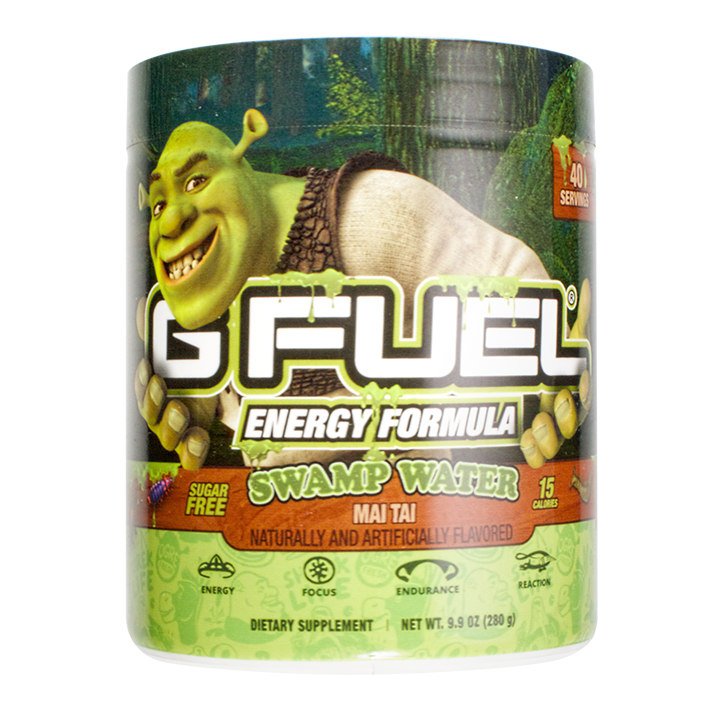 40
SERVINGS
G FUEL®
ENERGY FORMULA
SWAMP WATER
SUGAR
FREE
MAI TAI
15
CALORIES
NATURALLY AND ARTIFICIALLY FLAVORED
ENERGY
FOCUS
ENDURANCE
REACTION
DIETARY SUPPLEMENT | NET WT. 9.9 OZ (280 g)